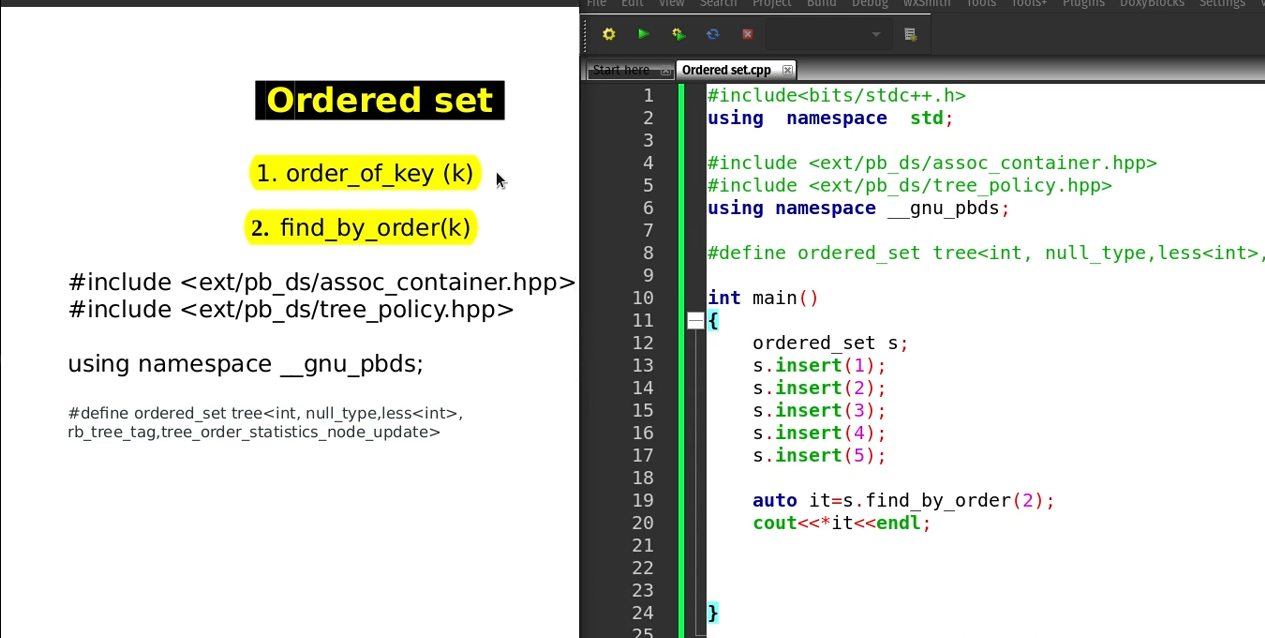 Ordered set
1. order_of_key (k)
2. find_by_order(k)
#include <ext/pb_ds/assoc_container.hpp>
#include <ext/pb_ds/tree_policy.hpp>
using namespace __gnu_pbds;
#define ordered_set tree<int, null_type,less<int>,
rb_tree_tag,tree_order_statistics_node_update>
File Edit View Search Project Build Debug wxSmith Tools Tools+ Plugins DoxyBlocks Settings
Start here Ordered set.cpp
1 #include<bits/stdc++.h>
2 using namespace std;
3
4 #include <ext/pb_ds/assoc_container.hpp>
5 #include <ext/pb_ds/tree_policy.hpp>
6 using namespace __gnu_pbds;
7
8 #define ordered_set tree<int, null_type,less<int>,
9
10 int main()
11 {
12 ordered_set s;
13 s.insert(1);
14 s.insert(2);
15 s.insert(3);
16 s.insert(4);
17 s.insert(5);
18
19 auto it=s.find_by_order(2);
20 cout<<*it<<endl;
21
22
23
24 }
25